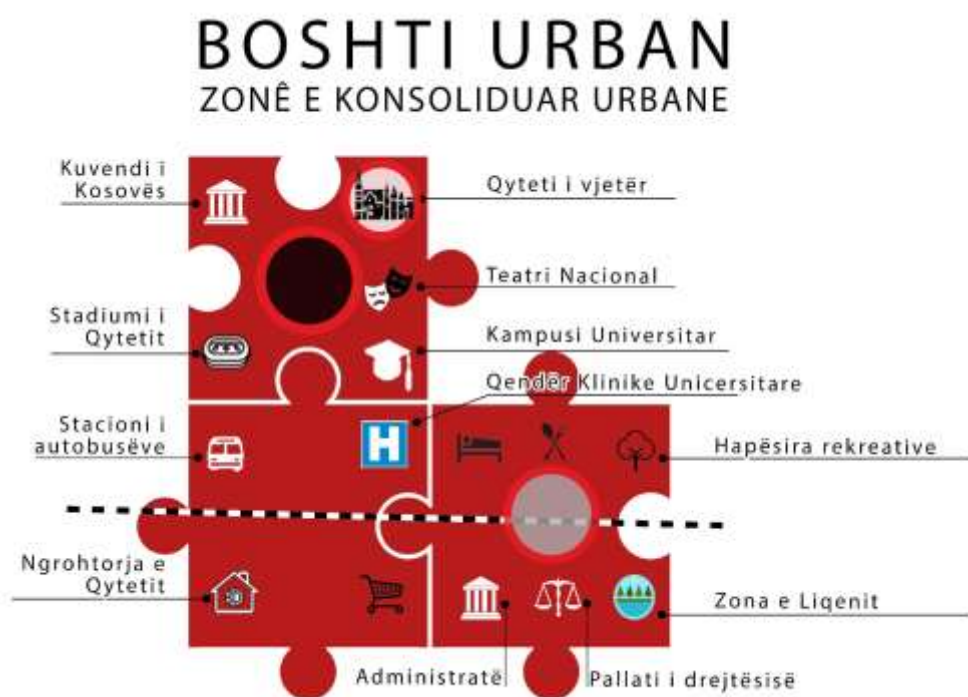 BOSHTI URBAN
ZONÊ E KONSOLIDUAR URBANE
Kuvendi i
Kosovës
Qyteti i vjetër
Teatri Nacional
Stadiumi i
Qytetit
Kampusi Universitar
Qendër Klinike Unicersitare
Stacioni i
autobusëve
H
Hapësira rekreative
Ngrohtorja e
Qytetit
Zona e Liqenit
Administratë
Pallati i drejtësisë